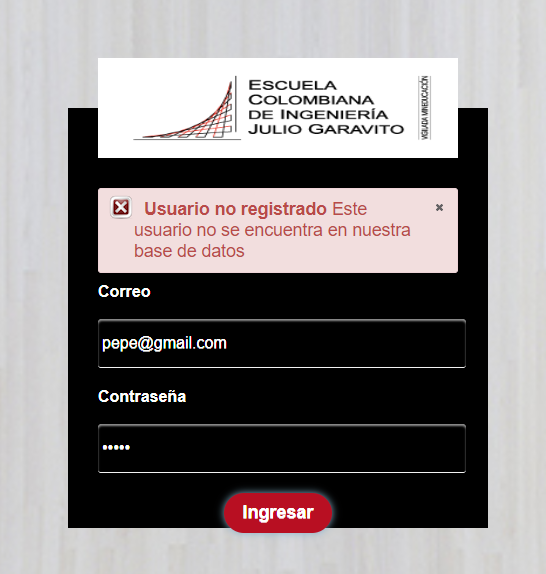 ESCUELA
COLOMBIANA
DE INGENIERÍA
JULIO GARAVITO
VIGILADA MINEDUCACIÓN
Usuario no registrado Este
usuario no se encuentra en nuestra
base de datos
×
Correo
pepe@gmail.com
Contraseña
•••••
Ingresar